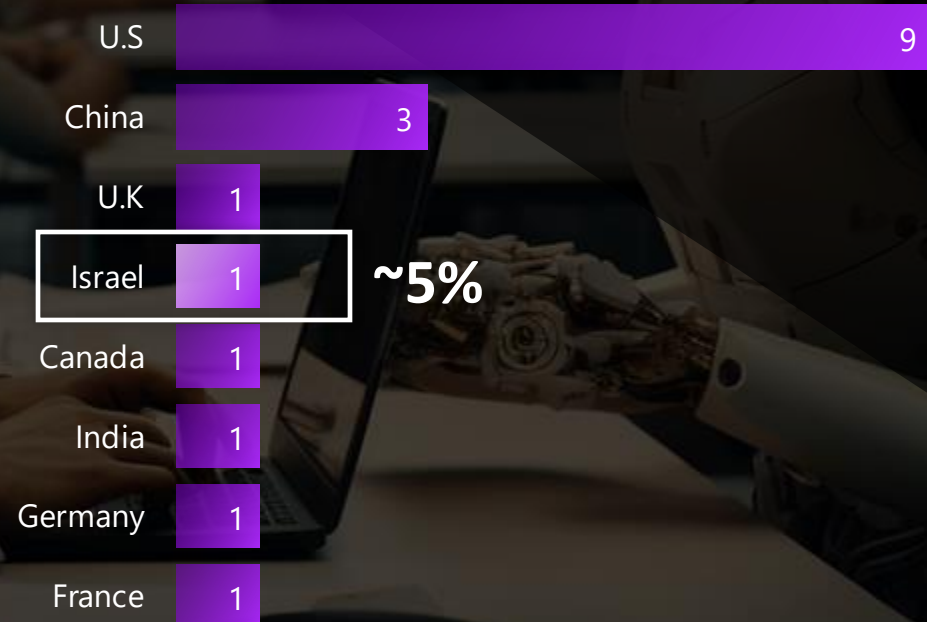 U.S 9
China 3
U.K 1
Israel 1 ~5%
Canada 1
India 1
Germany 1
France 1